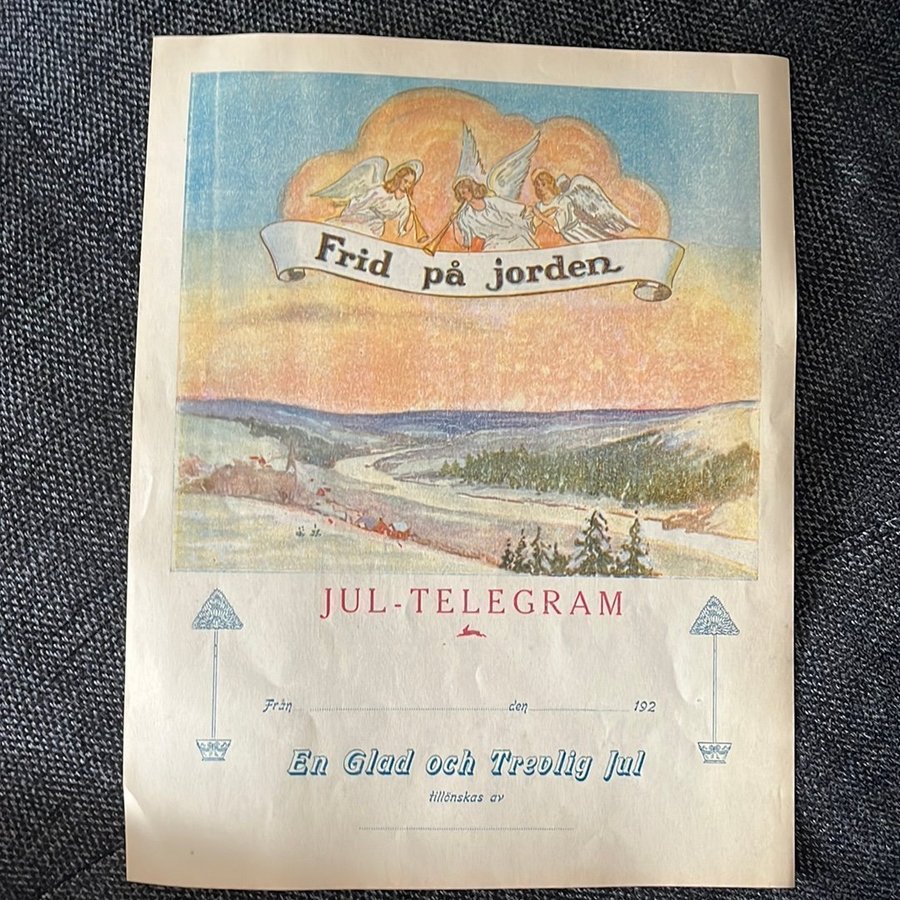 Frid på jorden
JUL-TELEGRAM
Från den 192
En Glad och Trevlig Jul
tillönskas av